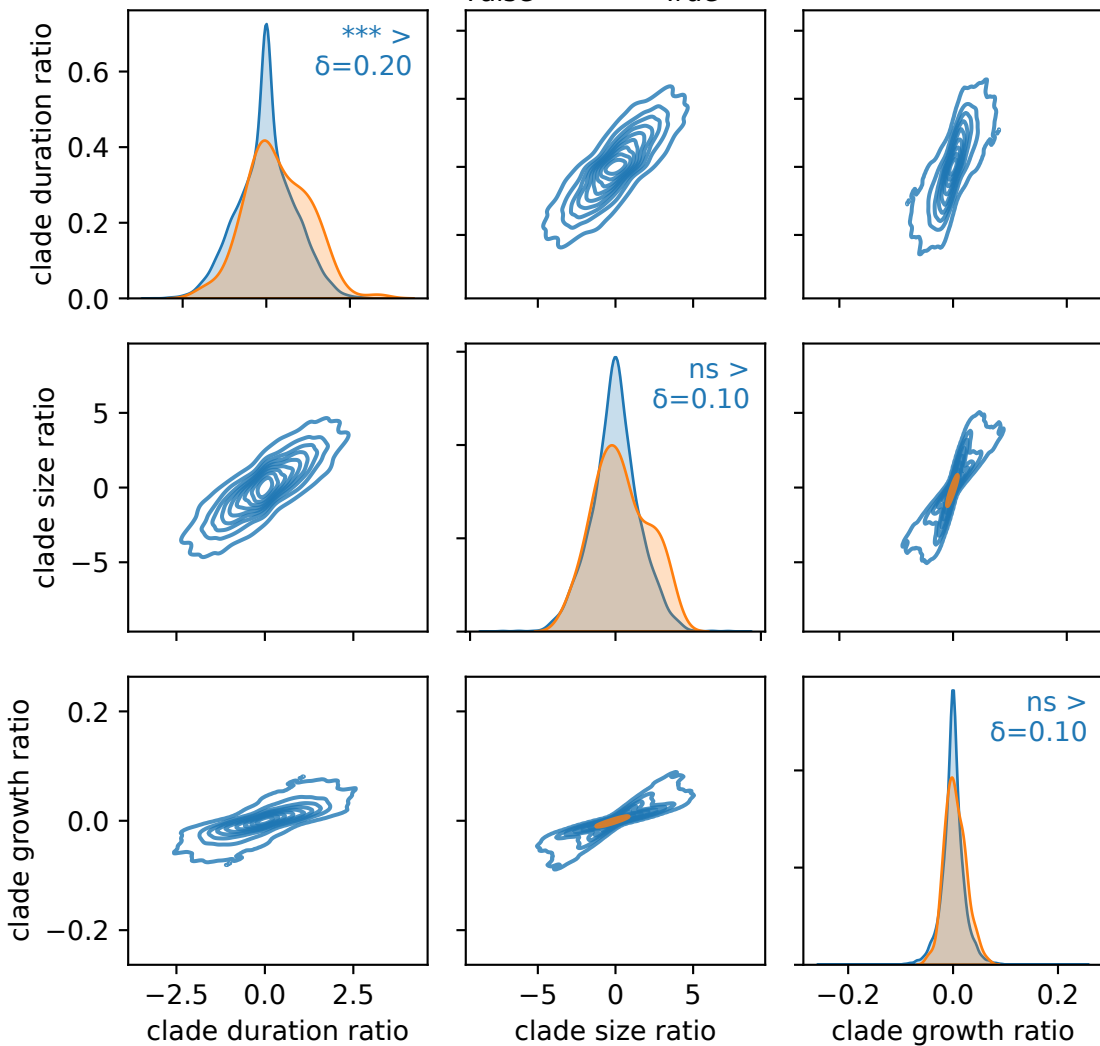 clade duration ratio
0.6
0.4
0.2
0.0
*** >
δ=0.20
clade size ratio
5
0
−5
ns >
δ=0.10
clade growth ratio
0.2
0.0
−0.2
ns >
δ=0.10
−2.5 0.0 2.5
−5 0 5
−0.2 0.0 0.2
clade duration ratio
clade size ratio
clade growth ratio